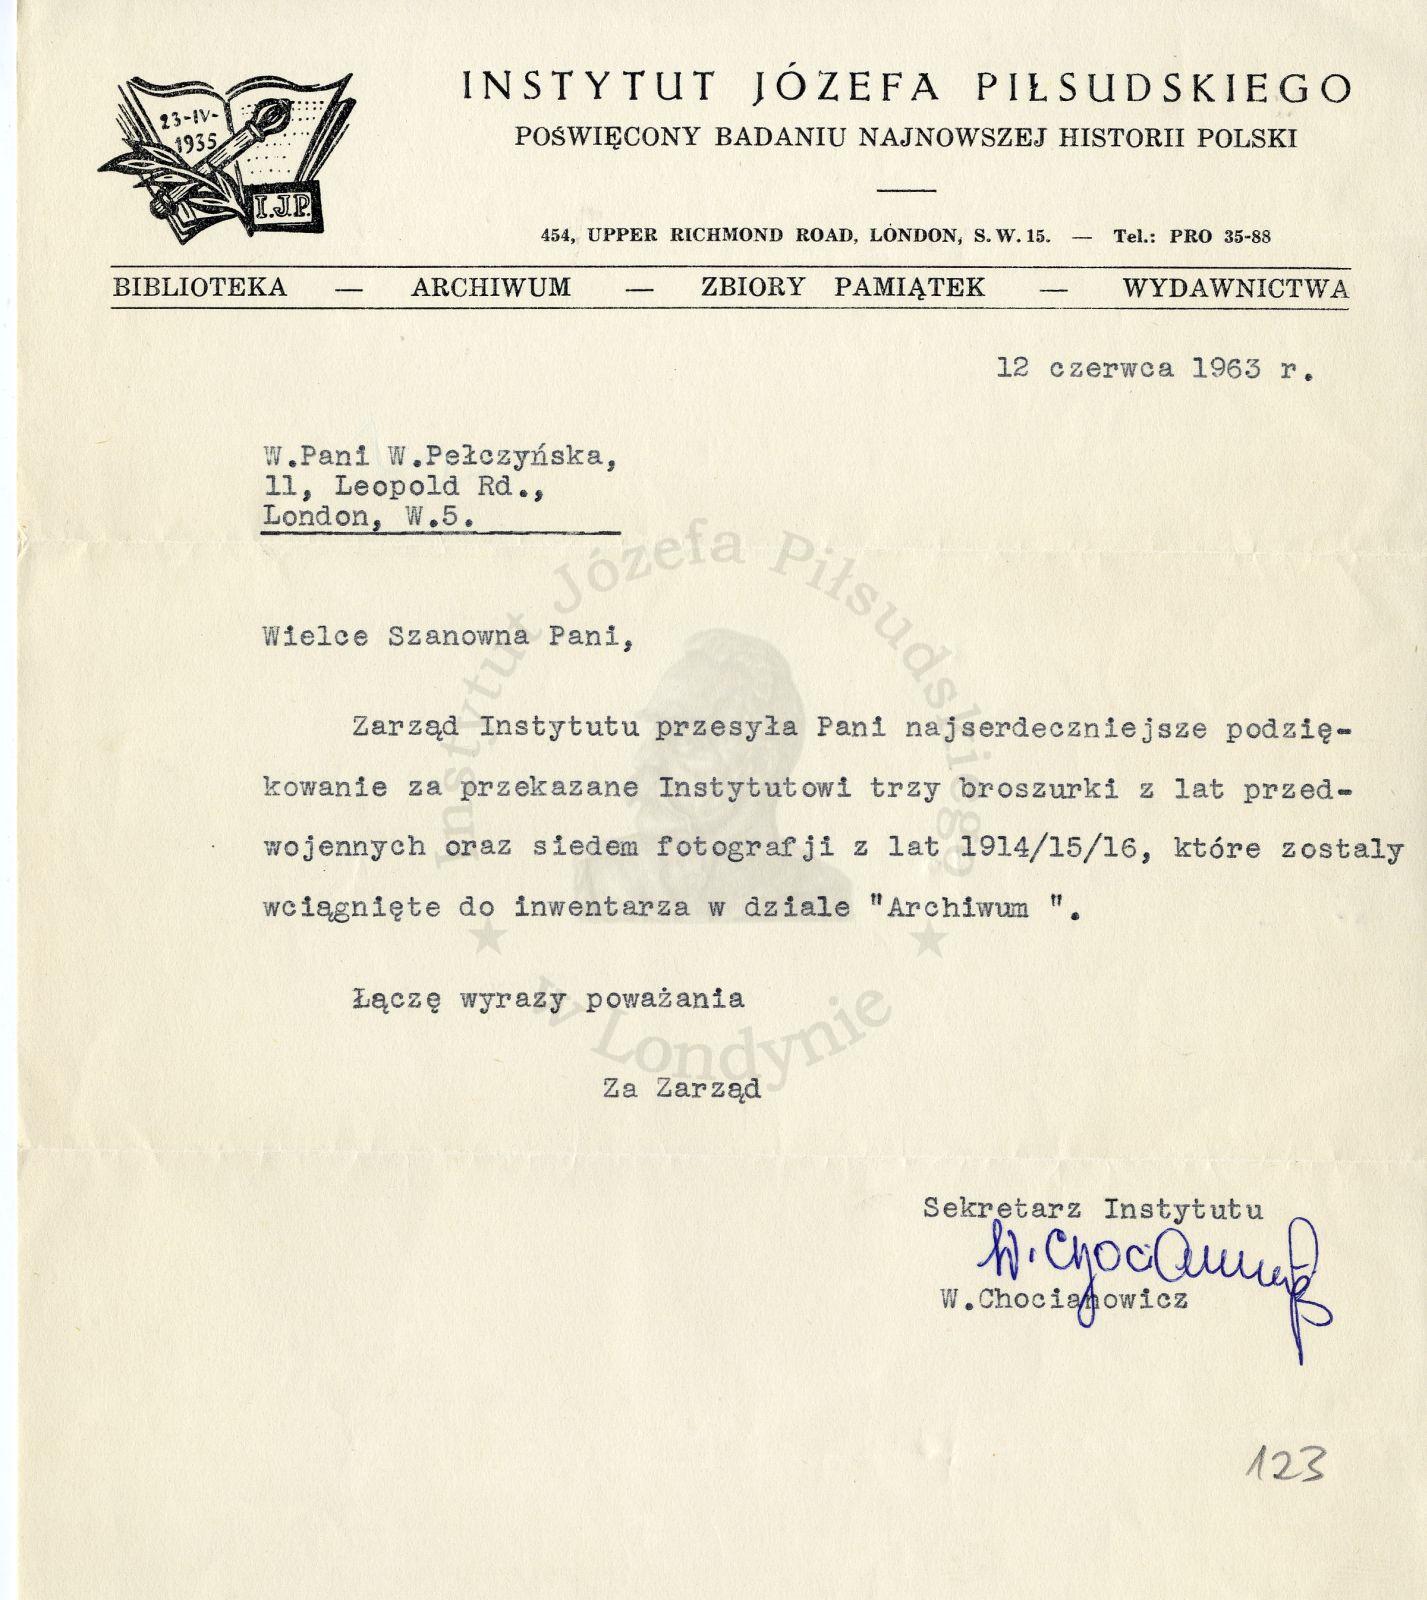 23-IV-
1935
I.J.P.
INSTYTUT JÓZEFA PIŁSUDSKIEGO
POŚWIĘCONY BADANIU NAJNOWSZEJ HISTORII POLSKI
454, UPPER RICHMOND ROAD, LONDON, S.W. 15. — Tel.: PRO 35-88
BIBLIOTEKA — ARCHIWUM — ZBIORY PAMIĄTEK — WYDAWNICTWA
12 czerwca 1963 r.
W.Pani W.Pełczyńska,
11, Leopold Rd.,
London, W.5.
Wielce Szanowna Pani,
Zarząd Instytutu przesyła Pani najserdeczniejsze podzię-
kowanie za przekazane Instytutowi trzy broszurki z lat przed-
wojennych oraz siedem fotografji z lat 1914/15/16, które zostaly
wciągnięte do inwentarza w dziale "Archiwum ".
Łączę wyrazy poważania
Za Zarząd
Sekretarz Instytutu
W.Chocianowicz
123
Instytut Józefa Piłsudskiego
w Londynie